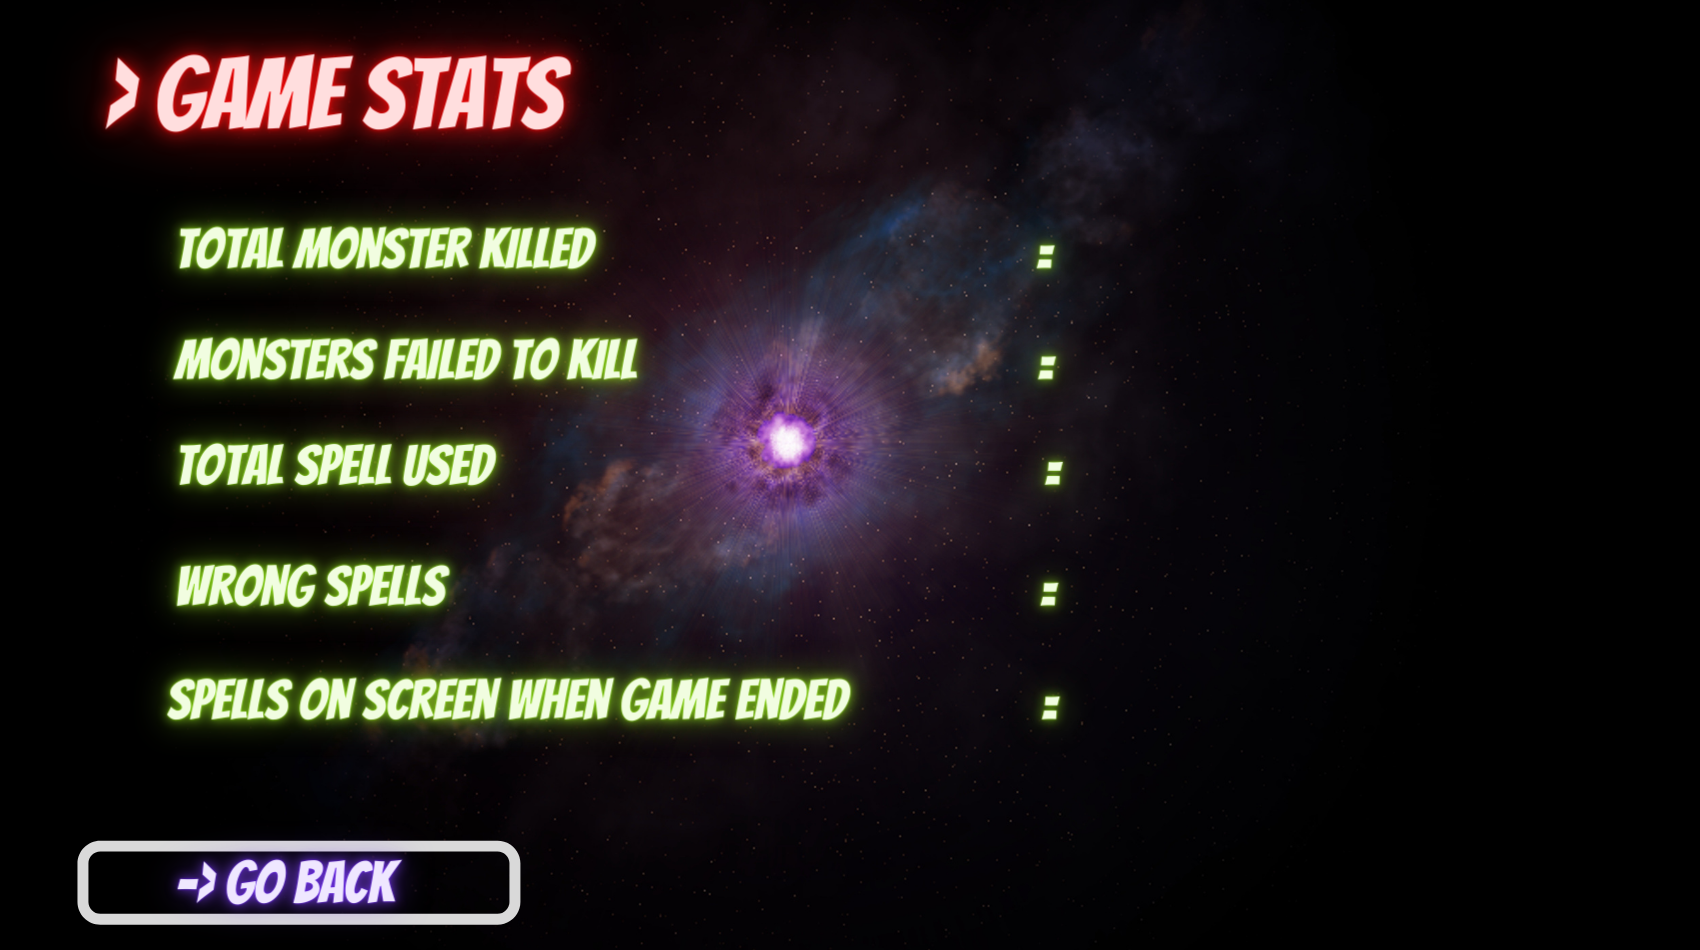 > GAME STATS
TOTAL MONSTER KILLED :
MONSTERS FAILED TO KILL :
TOTAL SPELL USED :
WRONG SPELLS :
SPELLS ON SCREEN WHEN GAME ENDED :
-> GO BACK